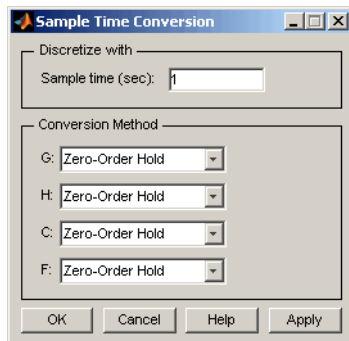 Sample Time Conversion
Discretize with
Sample time (sec): 1
Conversion Method
G: Zero-Order Hold
H: Zero-Order Hold
C: Zero-Order Hold
F: Zero-Order Hold
OK Cancel Help Apply